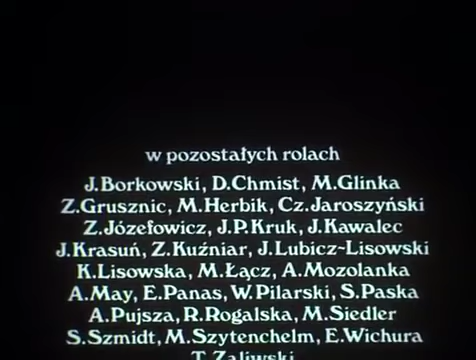 w pozostałych rolach
J.Borkowski, D.Chmist, M.Glinka
Z.Grusznic, M.Herbik, Cz.Jaroszyński
Z.Józefowicz, J.P.Kruk, J.Kawalec
J.Krasuń, Z.Kuźniar, J.Lubicz-Lisowski
K.Lisowska, M.Łącz, A.Mozolanka
A.May, E.Panas, W.Pilarski, S.Paska
A.Pujsza, R.Rogalska, M.Siedler
S.Szmidt, M.Szytenchelm, E.Wichura
T.Zaliwski